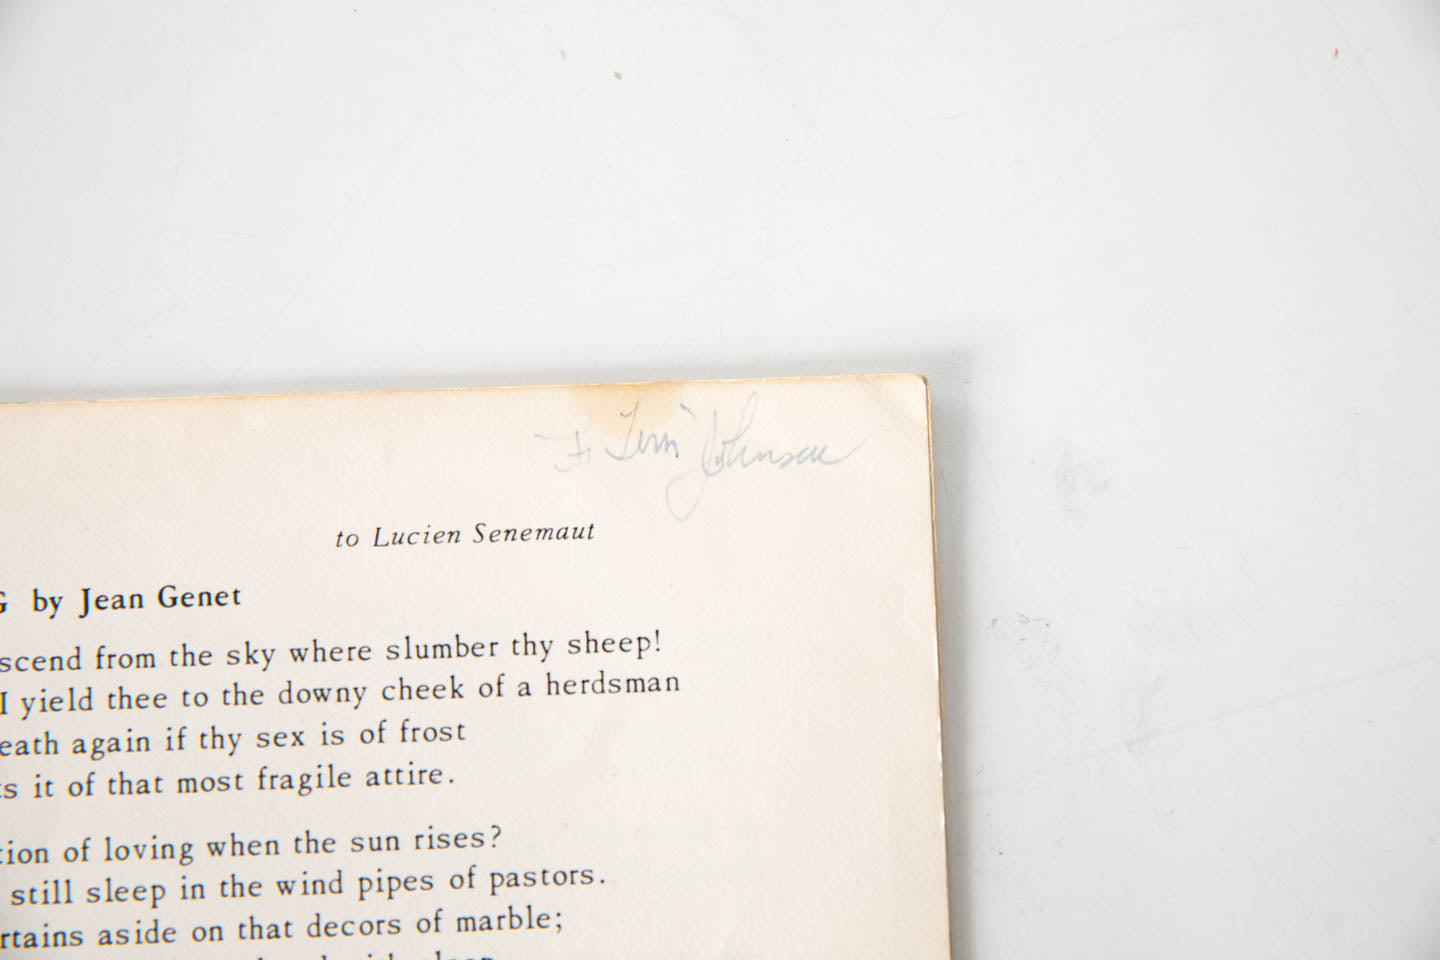 Johnson
to Lucien Senemaut
G by Jean Genet
scend from the sky where slumber thy sheep!
I yield thee to the downy cheek of a herdsman
eath again if thy sex is of frost
ts it of that most fragile attire.
tion of loving when the sun rises?
still sleep in the wind pipes of pastors.
rtains aside on that decors of marble;